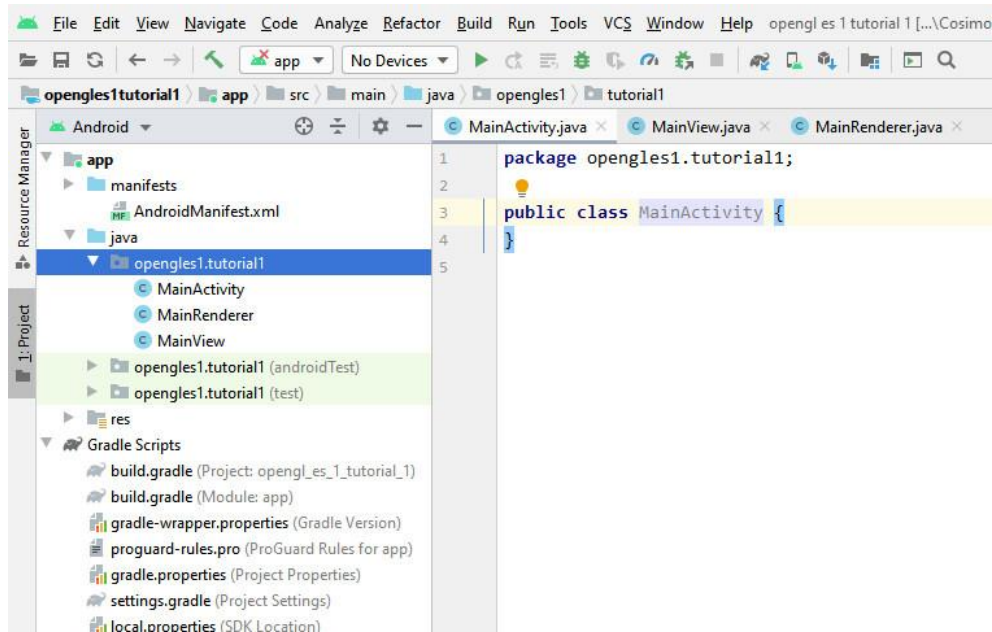 File Edit View Navigate Code Analyze Refactor Build Run Tools VCS Window Help opengl es 1 tutorial 1 [...\Cosimo
app No Devices
opengles1tutorial1 app src main java opengles1 tutorial1
Android MainActivity.java MainView.java MainRenderer.java
Resource Manager
1: Project
app
manifests
MF AndroidManifest.xml
java
opengles1.tutorial1
C MainActivity
C MainRenderer
C MainView
opengles1.tutorial1 (androidTest)
opengles1.tutorial1 (test)
res
Gradle Scripts
build.gradle (Project: opengl_es_1_tutorial_1)
build.gradle (Module: app)
gradle-wrapper.properties (Gradle Version)
proguard-rules.pro (ProGuard Rules for app)
gradle.properties (Project Properties)
settings.gradle (Project Settings)
local.properties (SDK Location)
1 package opengles1.tutorial1;
2
3 public class MainActivity {
4 }
5